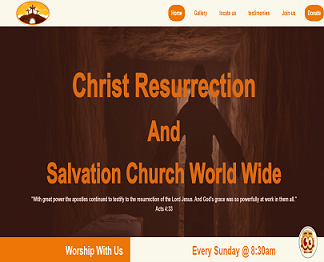 Home Gallery locate us testimonies Join us Donate
Christ Resurrection
And
Salvation Church World Wide
"With great power the apostles continued to testify to the resurrection of the Lord Jesus. And God's grace was so powerfully at work in them all."
Acts 4:33
Worship With Us
Every Sunday @ 8:30am